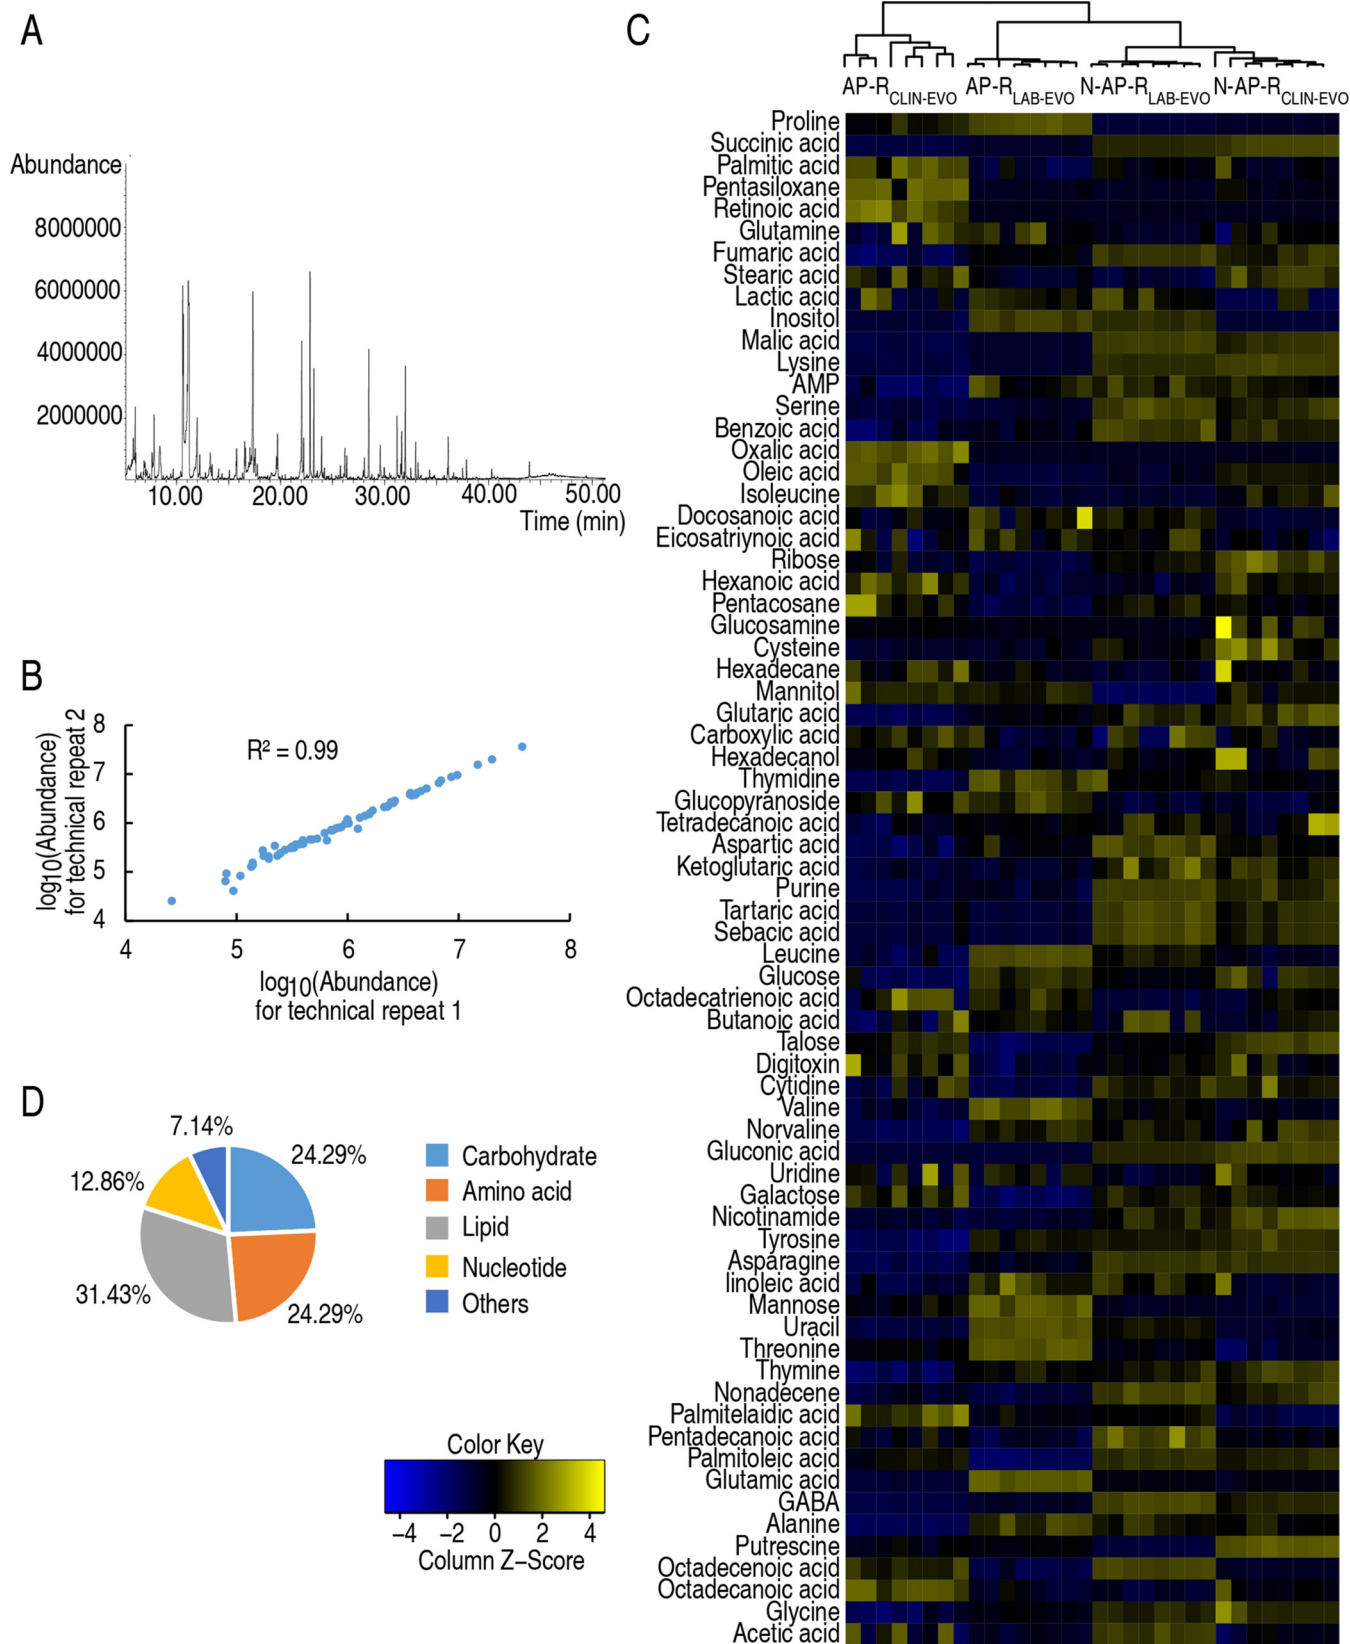 A
Abundance
8000000
6000000
4000000
2000000
10.00 20.00 30.00 40.00 50.00
Time (min)
B
log10(Abundance)
for technical repeat 2
8
7
6
5
4
R² = 0.99
4 5 6 7 8
log10(Abundance)
for technical repeat 1
D
7.14%
24.29%
12.86%
31.43%
24.29%
Carbohydrate
Amino acid
Lipid
Nucleotide
Others
Color Key
−4 −2 0 2 4
Column Z−Score
C
AP-RCLIN-EVO AP-RLAB-EVO N-AP-RLAB-EVO N-AP-RCLIN-EVO
Proline
Succinic acid
Palmitic acid
Pentasiloxane
Retinoic acid
Glutamine
Fumaric acid
Stearic acid
Lactic acid
Inositol
Malic acid
Lysine
AMP
Serine
Benzoic acid
Oxalic acid
Oleic acid
Isoleucine
Docosanoic acid
Eicosatriynoic acid
Ribose
Hexanoic acid
Pentacosane
Glucosamine
Cysteine
Hexadecane
Mannitol
Glutaric acid
Carboxylic acid
Hexadecanol
Thymidine
Glucopyranoside
Tetradecanoic acid
Aspartic acid
Ketoglutaric acid
Purine
Tartaric acid
Sebacic acid
Leucine
Glucose
Octadecatrienoic acid
Butanoic acid
Talose
Digitoxin
Cytidine
Valine
Norvaline
Gluconic acid
Uridine
Galactose
Nicotinamide
Tyrosine
Asparagine
linoleic acid
Mannose
Uracil
Threonine
Thymine
Nonadecene
Palmitelaidic acid
Pentadecanoic acid
Palmitoleic acid
Glutamic acid
GABA
Alanine
Putrescine
Octadecenoic acid
Octadecanoic acid
Glycine
Acetic acid